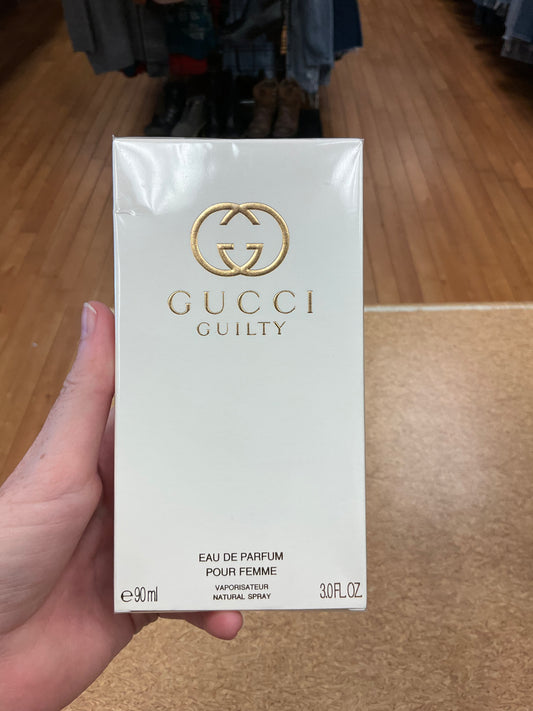 GUCCI
GUILTY
EAU DE PARFUM
POUR FEMME
VAPORISATEUR
NATURAL SPRAY
℮90ml
3.0FL.OZ.